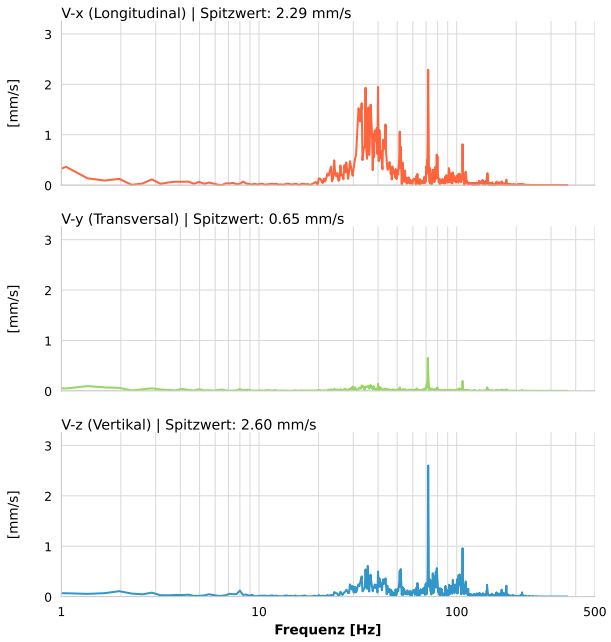 V-x (Longitudinal) | Spitzwert: 2.29 mm/s
3
2
1
0
[mm/s]
V-y (Transversal) | Spitzwert: 0.65 mm/s
3
2
1
0
[mm/s]
V-z (Vertikal) | Spitzwert: 2.60 mm/s
3
2
1
0
[mm/s]
1 10 100 500
Frequenz [Hz]